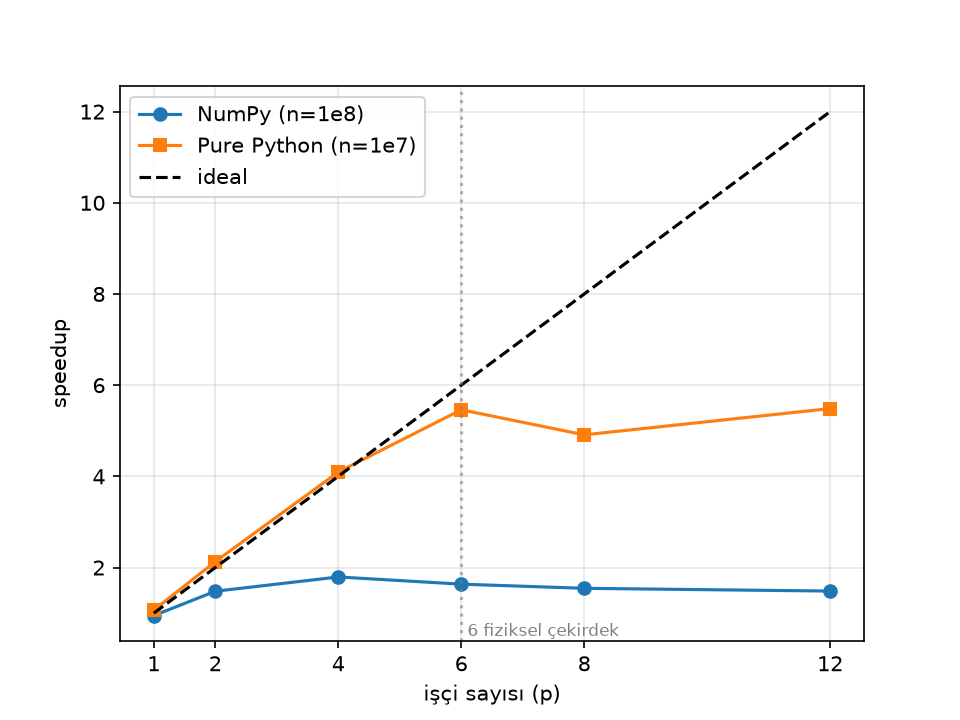 NumPy (n=1e8)
Pure Python (n=1e7)
ideal
12
10
8
6
4
2
speedup
6 fiziksel çekirdek
1 2 4 6 8 12
işçi sayısı (p)